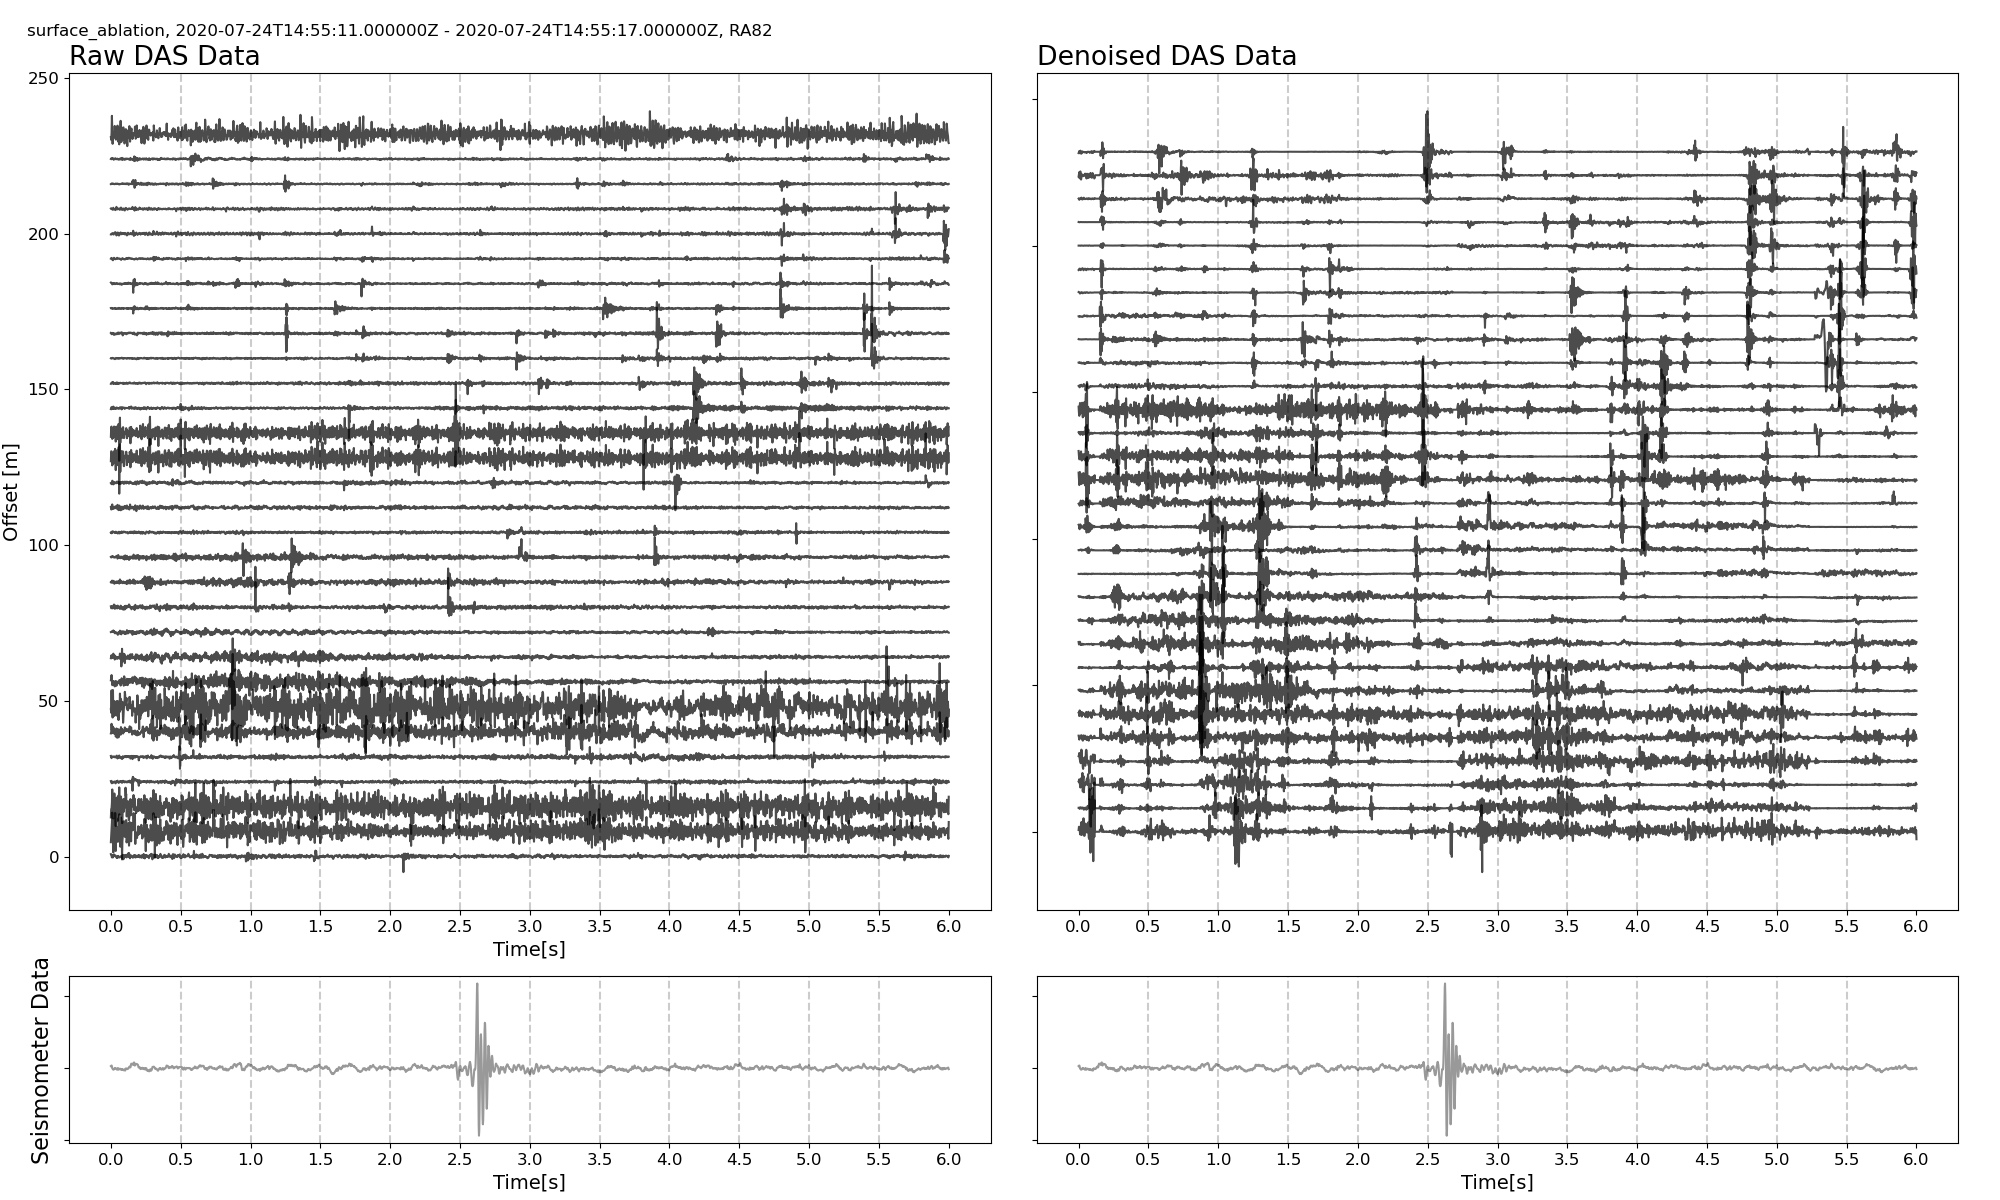 surface_ablation, 2020-07-24T14:55:11.000000Z - 2020-07-24T14:55:17.000000Z, RA82
Raw DAS Data
Denoised DAS Data
250
200
150
100
50
0
Offset [m]
0.0 0.5 1.0 1.5 2.0 2.5 3.0 3.5 4.0 4.5 5.0 5.5 6.0
Time[s]
0.0 0.5 1.0 1.5 2.0 2.5 3.0 3.5 4.0 4.5 5.0 5.5 6.0
Seismometer Data
0.0 0.5 1.0 1.5 2.0 2.5 3.0 3.5 4.0 4.5 5.0 5.5 6.0
Time[s]
0.0 0.5 1.0 1.5 2.0 2.5 3.0 3.5 4.0 4.5 5.0 5.5 6.0
Time[s]